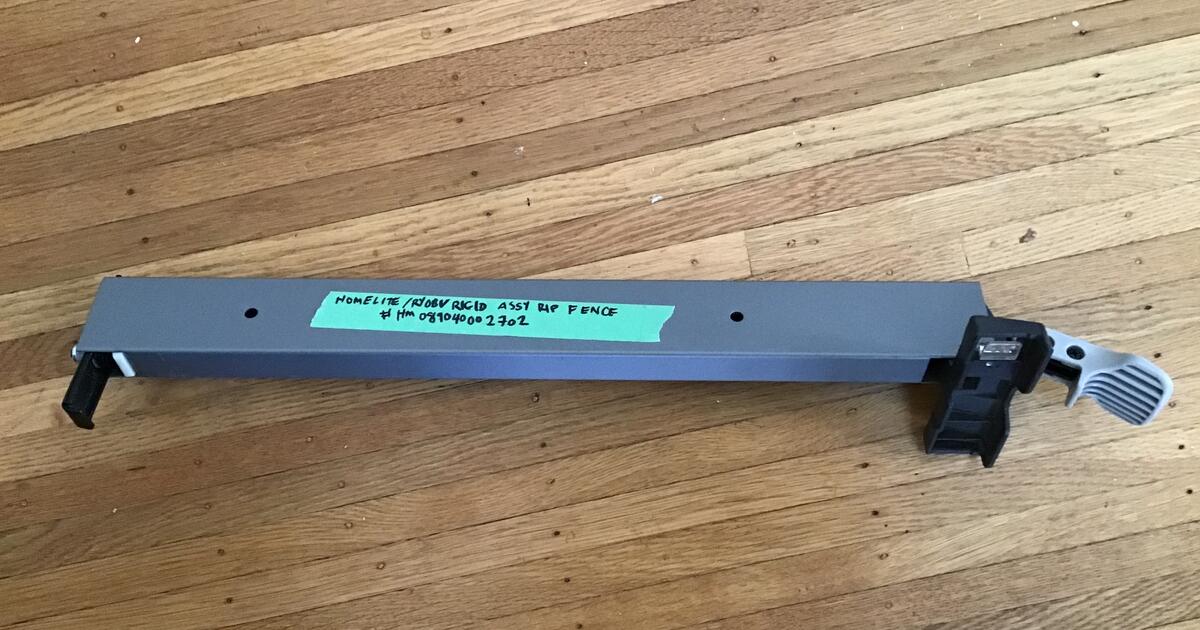 HOMELITE/RYOBI/RIGID ASSY RIP FENCE
# HM 089040002702